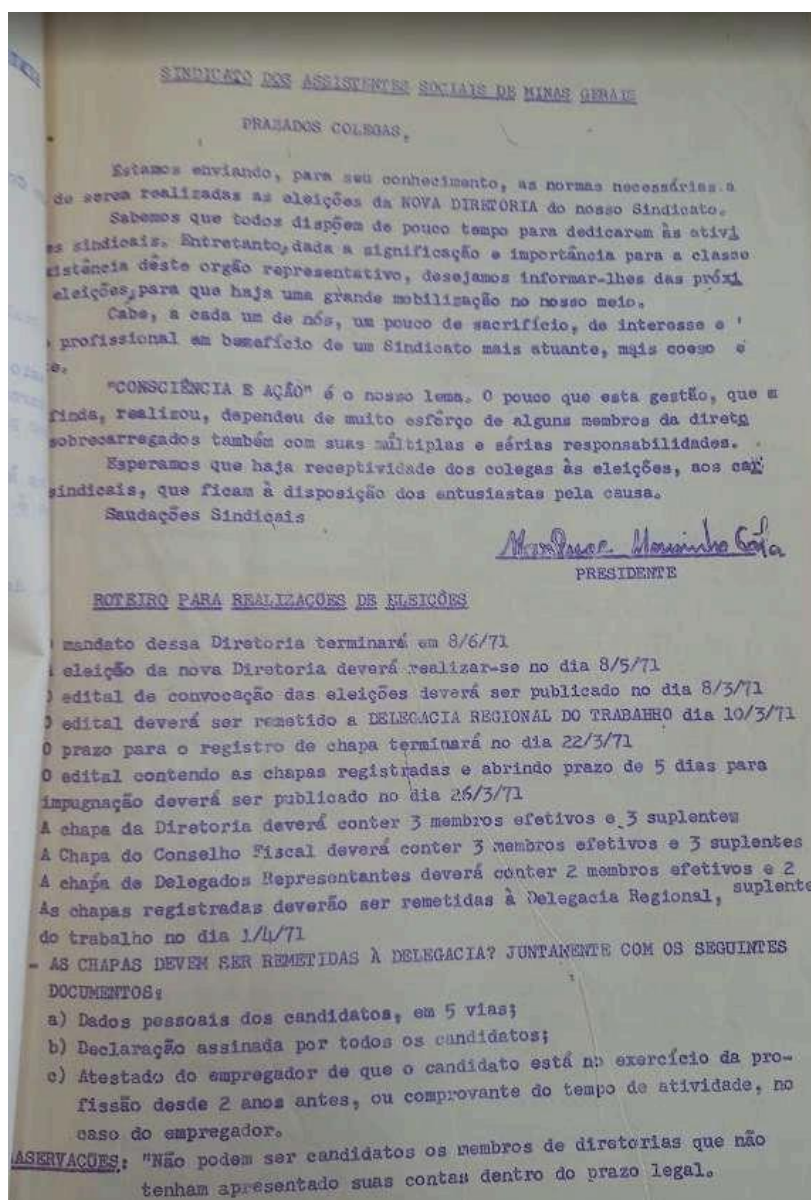 SINDICATO DOS ASSISTENTES SOCIAIS DE MINAS GERAIS
PRAZADOS COLEGAS,
Estamos enviando, para seu conhecimento, as normas necessárias a
de serem realizadas as eleições da NOVA DIRETORIA do nosso Sindicato.
Sabemos que todos dispõem de pouco tempo para dedicarem às ativi
es sindicais. Entretanto, dada a significação e importância para a classe
istência dêste orgão representativo, desejamos informar-lhes das próxi
eleições, para que haja uma grande mobilização no nosso meio.
Cabe, a cada um de nós, um pouco de sacrifício, de interesse e '
profissional em benefício de um Sindicato mais atuante, mais coeso e
e.
"CONSCIÊNCIA E AÇÃO" é o nosso lema. O pouco que esta gestão, que
finda, realizou, dependeu de muito esfôrço de alguns membros da direto
sobrecarregados também com suas múltiplas e sérias responsabilidades.
Esperamos que haja receptividade dos colegas às eleições, aos car
sindicais, que ficam à disposição dos entusiastas pela causa.
Saudações Sindicais
PRESIDENTE
ROTEIRO PARA REALIZAÇÕES DE ELEIÇÕES
mandato dessa Diretoria terminará em 8/6/71
eleição da nova Diretoria deverá realizar-se no dia 8/5/71
O edital de convocação das eleições deverá ser publicado no dia 8/3/71
O edital deverá ser remetido a DELEGACIA REGIONAL DO TRABAHHO dia 10/3/71
O prazo para o registro de chapa terminará no dia 22/3/71
O edital contendo as chapas registradas e abrindo prazo de 5 dias para
impugnação deverá ser publicado no dia 26/3/71
A chapa da Diretoria deverá conter 3 membros efetivos e 3 suplentes
A Chapa do Conselho Fiscal deverá conter 3 membros efetivos e 3 suplentes
A chapa de Delegados Representantes deverá conter 2 membros efetivos e 2
suplente
As chapas registradas deverão ser remetidas à Delegacia Regional,
do trabalho no dia 1/4/71
- AS CHAPAS DEVEM SER REMETIDAS À DELEGACIA? JUNTAMENTE COM OS SEGUINTES
DOCUMENTOS:
a) Dados pessoais dos candidatos, em 5 vias;
b) Declaração assinada por todos os candidatos;
c) Atestado do empregador de que o candidato está no exercício da pro-
fissão desde 2 anos antes, ou comprovante do tempo de atividade, no
caso do empregador.
ASERVAÇÕES: "Não podem ser candidatos os membros de diretorias que não
tenham apresentado suas contas dentro do prazo legal.